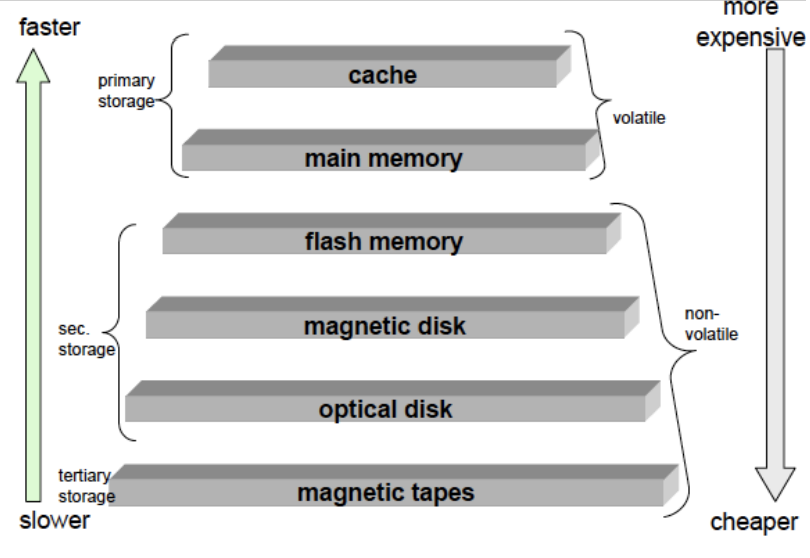 faster
more
expensive
primary
storage
cache
volatile
main memory
flash memory
sec.
storage
magnetic disk
non-
volatile
optical disk
tertiary
storage
magnetic tapes
slower
cheaper